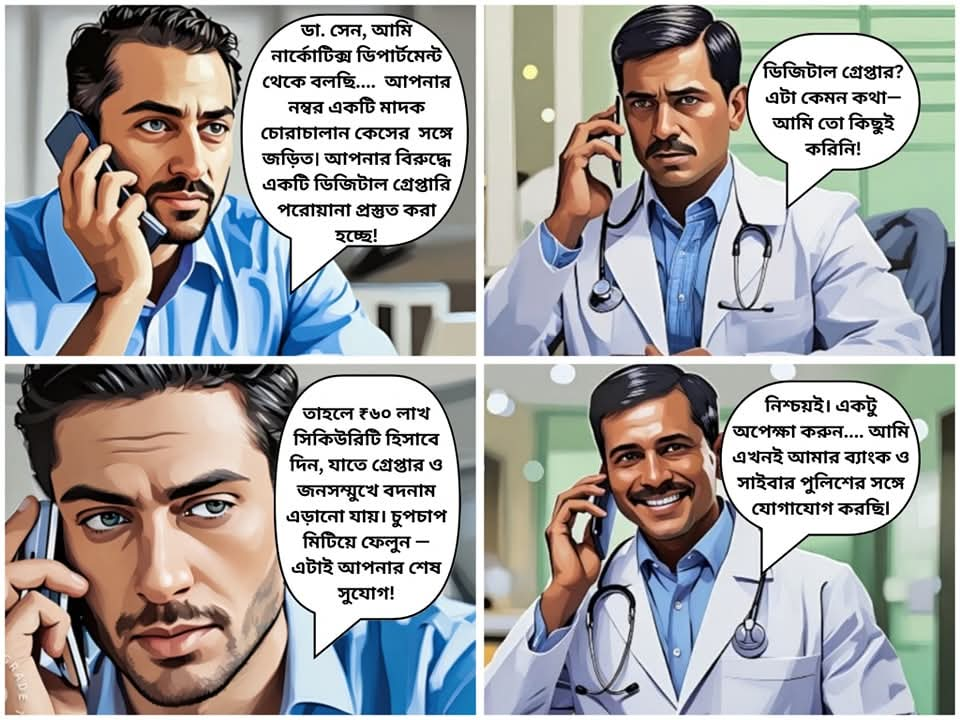 ডা. সেন, আমি
নার্কোটিক্স ডিপার্টমেন্ট
থেকে বলছি.... আপনার
নম্বর একটি মাদক
চোরাচালান কেসের সঙ্গে
জড়িত। আপনার বিরুদ্ধে
একটি ডিজিটাল গ্রেপ্তারি
পরোয়ানা প্রস্তুত করা
হচ্ছে!
ডিজিটাল গ্রেপ্তার?
এটা কেমন কথা—
আমি তো কিছুই
করিনি!
তাহলে ₹৬০ লাখ
সিকিউরিটি হিসাবে
দিন, যাতে গ্রেপ্তার ও
জনসম্মুখে বদনাম
এড়ানো যায়। চুপচাপ
মিটিয়ে ফেলুন —
এটাই আপনার শেষ
সুযোগ!
নিশ্চয়ই। একটু
অপেক্ষা করুন.... আমি
এখনই আমার ব্যাংক ও
সাইবার পুলিশের সঙ্গে
যোগাযোগ করছি।